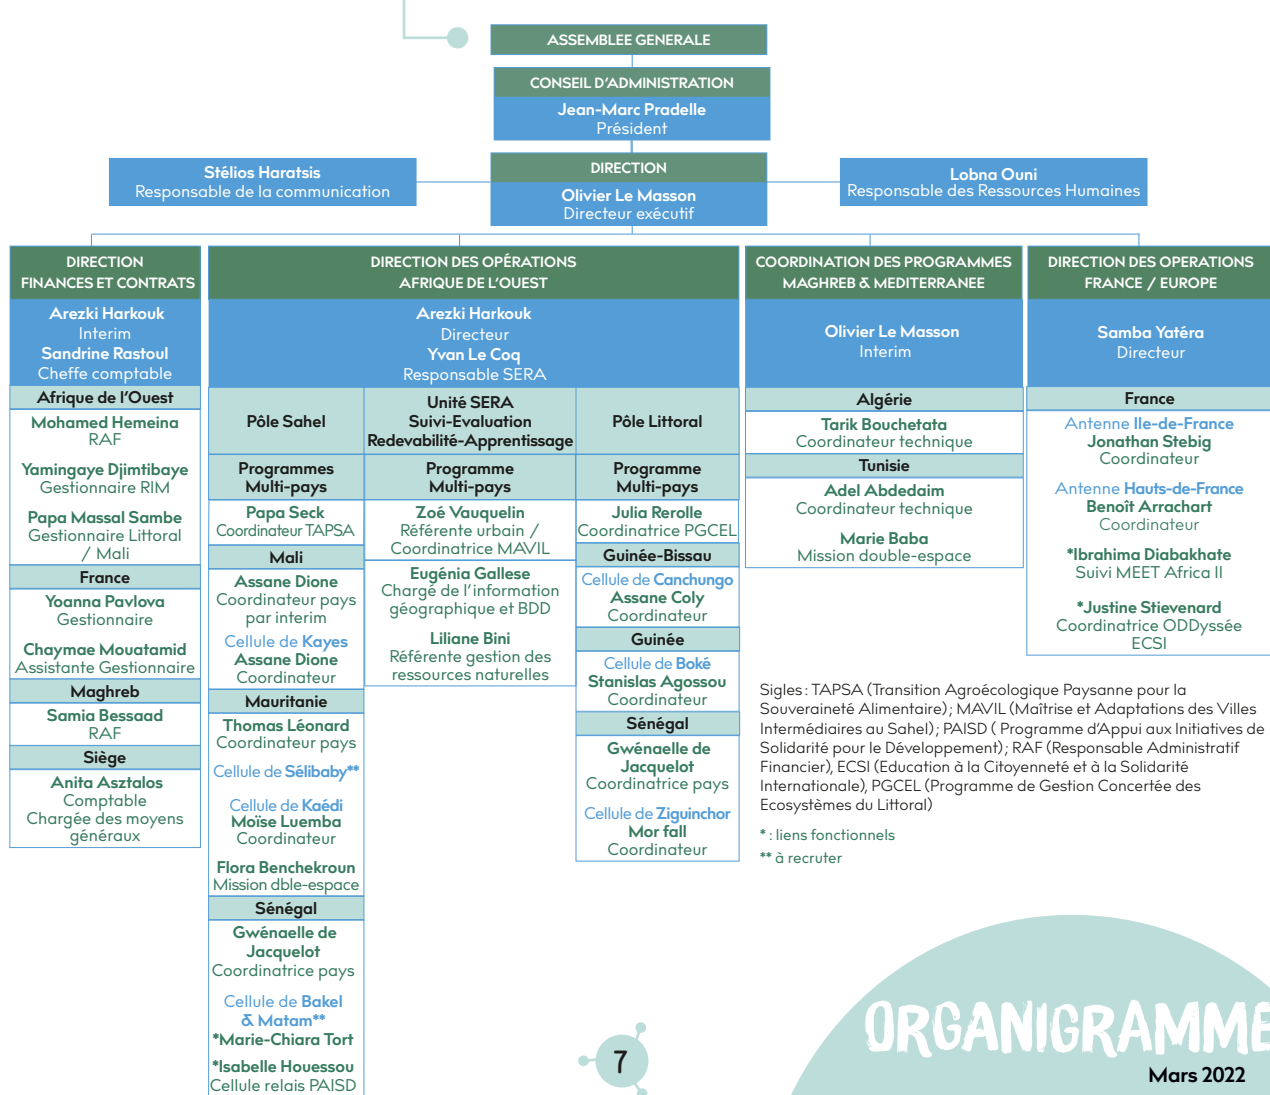 ASSEMBLEE GENERALE
CONSEIL D'ADMINISTRATION
Jean-Marc Pradelle
Président
DIRECTION
Olivier Le Masson
Directeur exécutif
Stélios Haratsis
Responsable de la communication
Lobna Ouni
Responsable des Ressources Humaines
DIRECTION
FINANCES ET CONTRATS
Arezki Harkouk
Interim
Sandrine Rastoul
Cheffe comptable
Afrique de l'Ouest
Mohamed Hemeina
RAF
Yamingaye Djimtibaye
Gestionnaire RIM
Papa Massal Sambe
Gestionnaire Littoral
/ Mali
France
Yoanna Pavlova
Gestionnaire
Chaymae Mouatamid
Assistante Gestionnaire
Maghreb
Samia Bessaad
RAF
Siège
Anita Asztalos
Comptable
Chargée des moyens
généraux
DIRECTION DES OPÉRATIONS
AFRIQUE DE L'OUEST
Arezki Harkouk
Directeur
Yvan Le Coq
Responsable SERA
Pôle Sahel
Programmes
Multi-pays
Papa Seck
Coordinateur TAPSA
Mali
Assane Dione
Coordinateur pays
par interim
Cellule de Kayes
Assane Dione
Coordinateur
Mauritanie
Thomas Léonard
Coordinateur pays
Cellule de Sélibaby**
Cellule de Kaédi
Moïse Luemba
Coordinateur
Flora Benchekroun
Mission dble-espace
Sénégal
Gwénaelle de
Jacquelot
Coordinatrice pays
Cellule de Bakel
& Matam**
*Marie-Chiara Tort
*Isabelle Houessou
Cellule relais PAISD
Unité SERA
Suivi-Evaluation
Redevabilité-Apprentissage
Programme
Multi-pays
Zoé Vauquelin
Référente urbain /
Coordinatrice MAVIL
Eugénia Gallese
Chargé de l'information
géographique et BDD
Liliane Bini
Référente gestion des
ressources naturelles
Pôle Littoral
Programme
Multi-pays
Julia Rerolle
Coordinatrice PGCEL
Guinée-Bissau
Cellule de Canchungo
Assane Coly
Coordinateur
Guinée
Cellule de Boké
Stanislas Agossou
Coordinateur
Sénégal
Gwénaelle de
Jacquelot
Coordinatrice pays
Cellule de Ziguinchor
Mor fall
Coordinateur
COORDINATION DES PROGRAMMES
MAGHREB & MEDITERRANEE
Olivier Le Masson
Interim
Algérie
Tarik Bouchetata
Coordinateur technique
Tunisie
Adel Abdedaim
Coordinateur technique
Marie Baba
Mission double-espace
DIRECTION DES OPERATIONS
FRANCE / EUROPE
Samba Yatéra
Directeur
France
Antenne Ile-de-France
Jonathan Stebig
Coordinateur
Antenne Hauts-de-France
Benoît Arrachart
Coordinateur
*Ibrahima Diabakhate
Suivi MEET Africa II
*Justine Stievenard
Coordinatrice ODDyssée
ECSI
Sigles : TAPSA (Transition Agroécologique Paysanne pour la
Souveraineté Alimentaire) ; MAVIL (Maîtrise et Adaptations des Villes
Intermédiaires au Sahel) ; PAISD ( Programme d'Appui aux Initiatives de
Solidarité pour le Développement) ; RAF (Responsable Administratif
Financier), ECSI (Education à la Citoyenneté et à la Solidarité
Internationale), PGCEL (Programme de Gestion Concertée des
Ecosystèmes du Littoral)
* : liens fonctionnels
** à recruter
ORGANIGRAMME
Mars 2022
7